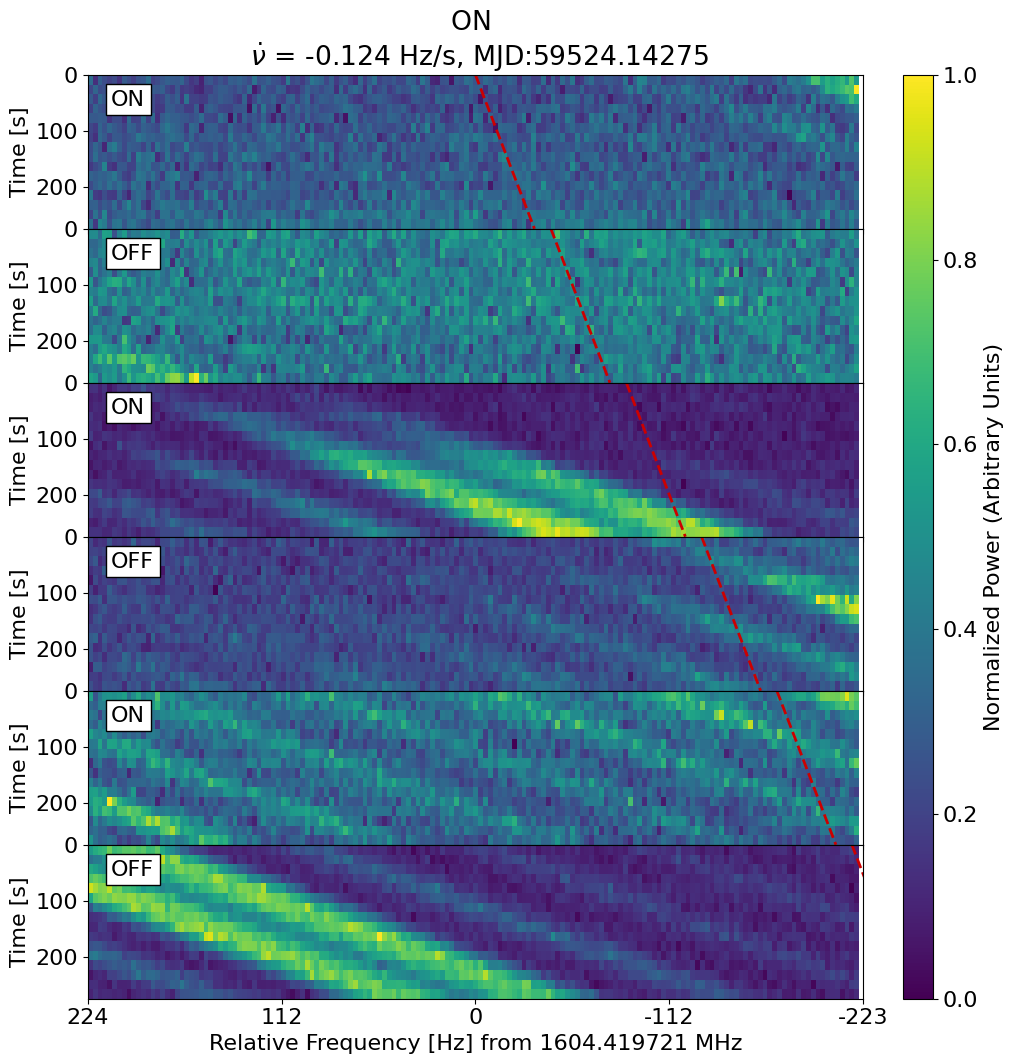 ON
ν̇ = -0.124 Hz/s, MJD:59524.14275
0
100
200
Time [s]
ON
0
100
200
Time [s]
OFF
0
100
200
Time [s]
ON
0
100
200
Time [s]
OFF
0
100
200
Time [s]
ON
0
100
200
Time [s]
OFF
224 112 0 -112 -223
Relative Frequency [Hz] from 1604.419721 MHz
1.0
0.8
0.6
0.4
0.2
0.0
Normalized Power (Arbitrary Units)